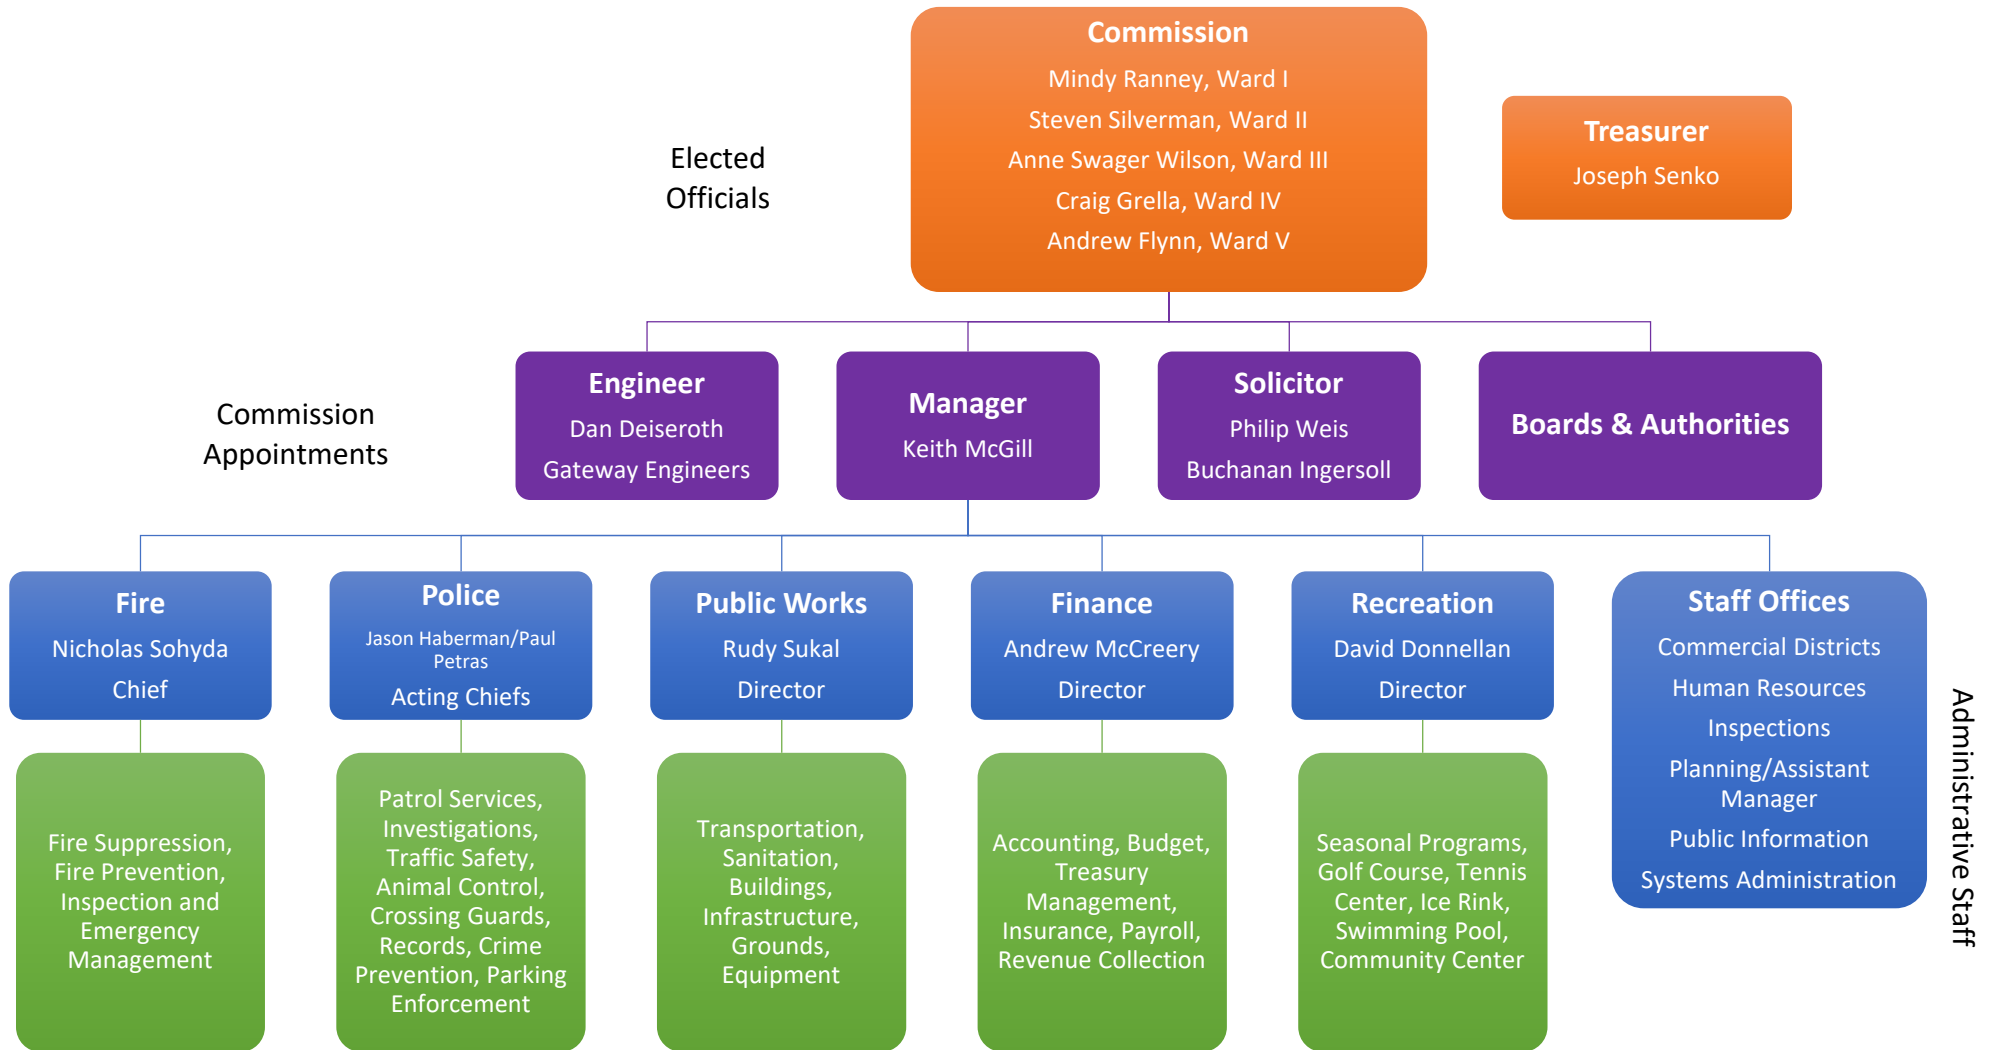 Commission
Mindy Ranney, Ward I
Steven Silverman, Ward II
Anne Swager Wilson, Ward III
Craig Grella, Ward IV
Andrew Flynn, Ward V
Treasurer
Joseph Senko
Elected
Officials
Commission
Appointments
Engineer
Dan Deiseroth
Gateway Engineers
Manager
Keith McGill
Solicitor
Philip Weis
Buchanan Ingersoll
Boards & Authorities
Fire
Nicholas Sohyda
Chief
Police
Jason Haberman/Paul
Petras
Acting Chiefs
Public Works
Rudy Sukal
Director
Finance
Andrew McCreery
Director
Recreation
David Donnellan
Director
Staff Offices
Commercial Districts
Human Resources
Inspections
Planning/Assistant
Manager
Public Information
Systems Administration
Administrative Staff
Fire Suppression,
Fire Prevention,
Inspection and
Emergency
Management
Patrol Services,
Investigations,
Traffic Safety,
Animal Control,
Crossing Guards,
Records, Crime
Prevention, Parking
Enforcement
Transportation,
Sanitation,
Buildings,
Infrastructure,
Grounds,
Equipment
Accounting, Budget,
Treasury
Management,
Insurance, Payroll,
Revenue Collection
Seasonal Programs,
Golf Course, Tennis
Center, Ice Rink,
Swimming Pool,
Community Center